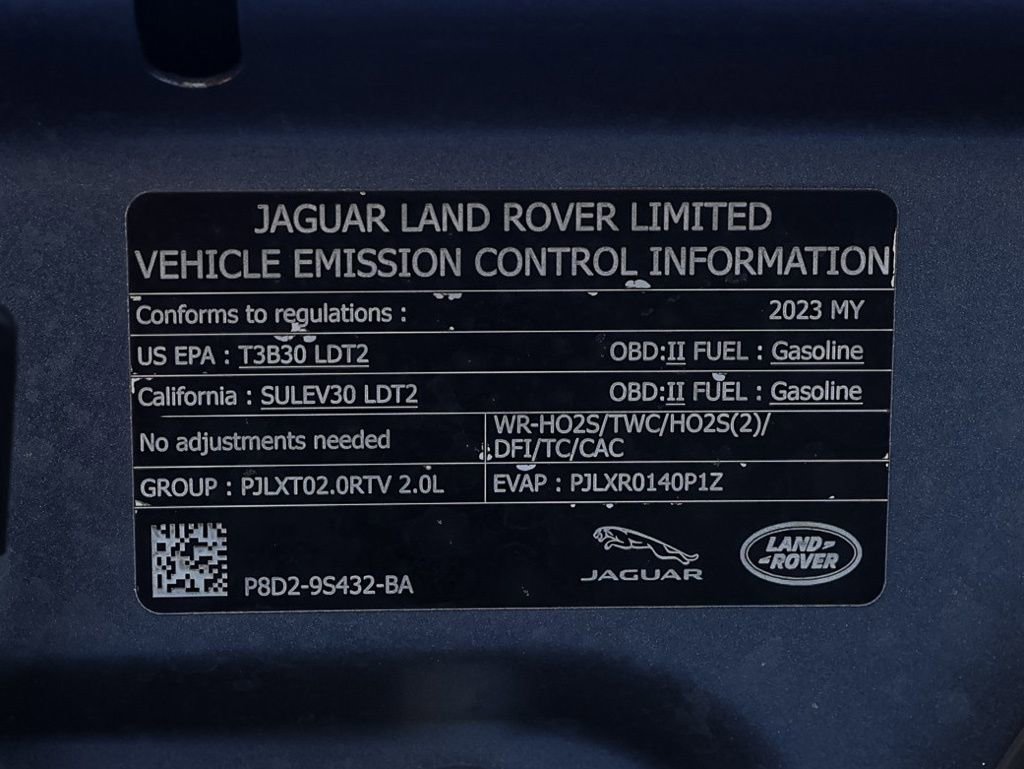 JAGUAR LAND ROVER LIMITED
VEHICLE EMISSION CONTROL INFORMATION
Conforms to regulations : 2023 MY
US EPA : T3B30 LDT2 OBD:II FUEL : Gasoline
California : SULEV30 LDT2 OBD:II FUEL : Gasoline
No adjustments needed
WR-HO2S/TWC/HO2S(2)/
DFI/TC/CAC
GROUP : PJLXT02.0RTV 2.0L EVAP : PJLXR0140P1Z
P8D2-9S432-BA
JAGUAR
LAND-
-ROVER